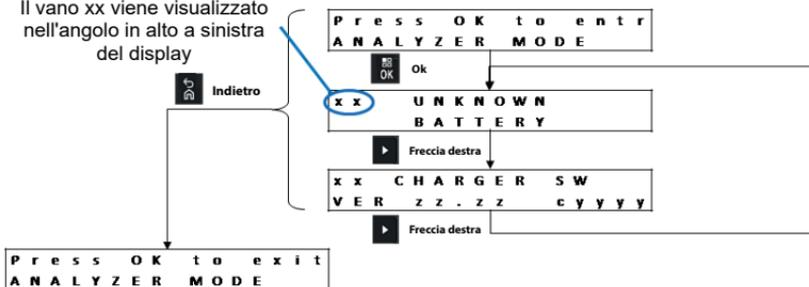 Il vano xx viene visualizzato
nell'angolo in alto a sinistra
del display
Press OK to entr
ANALYZER MODE
OK Ok
Indietro
xx UNKNOWN
BATTERY
Freccia destra
xx CHARGER SW
VER zz.zz cyyyy
Freccia destra
Press OK to exit
ANALYZER MODE